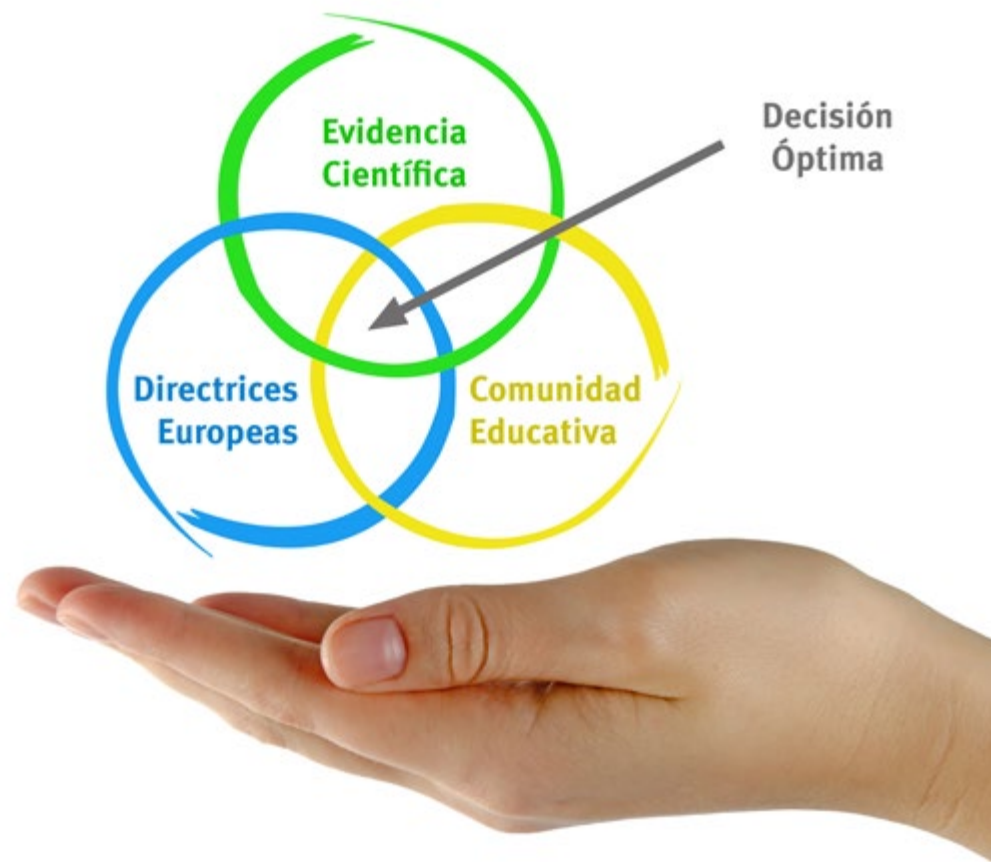 Evidencia
Científica
Decisión
Óptima
Directrices
Europeas
Comunidad
Educativa